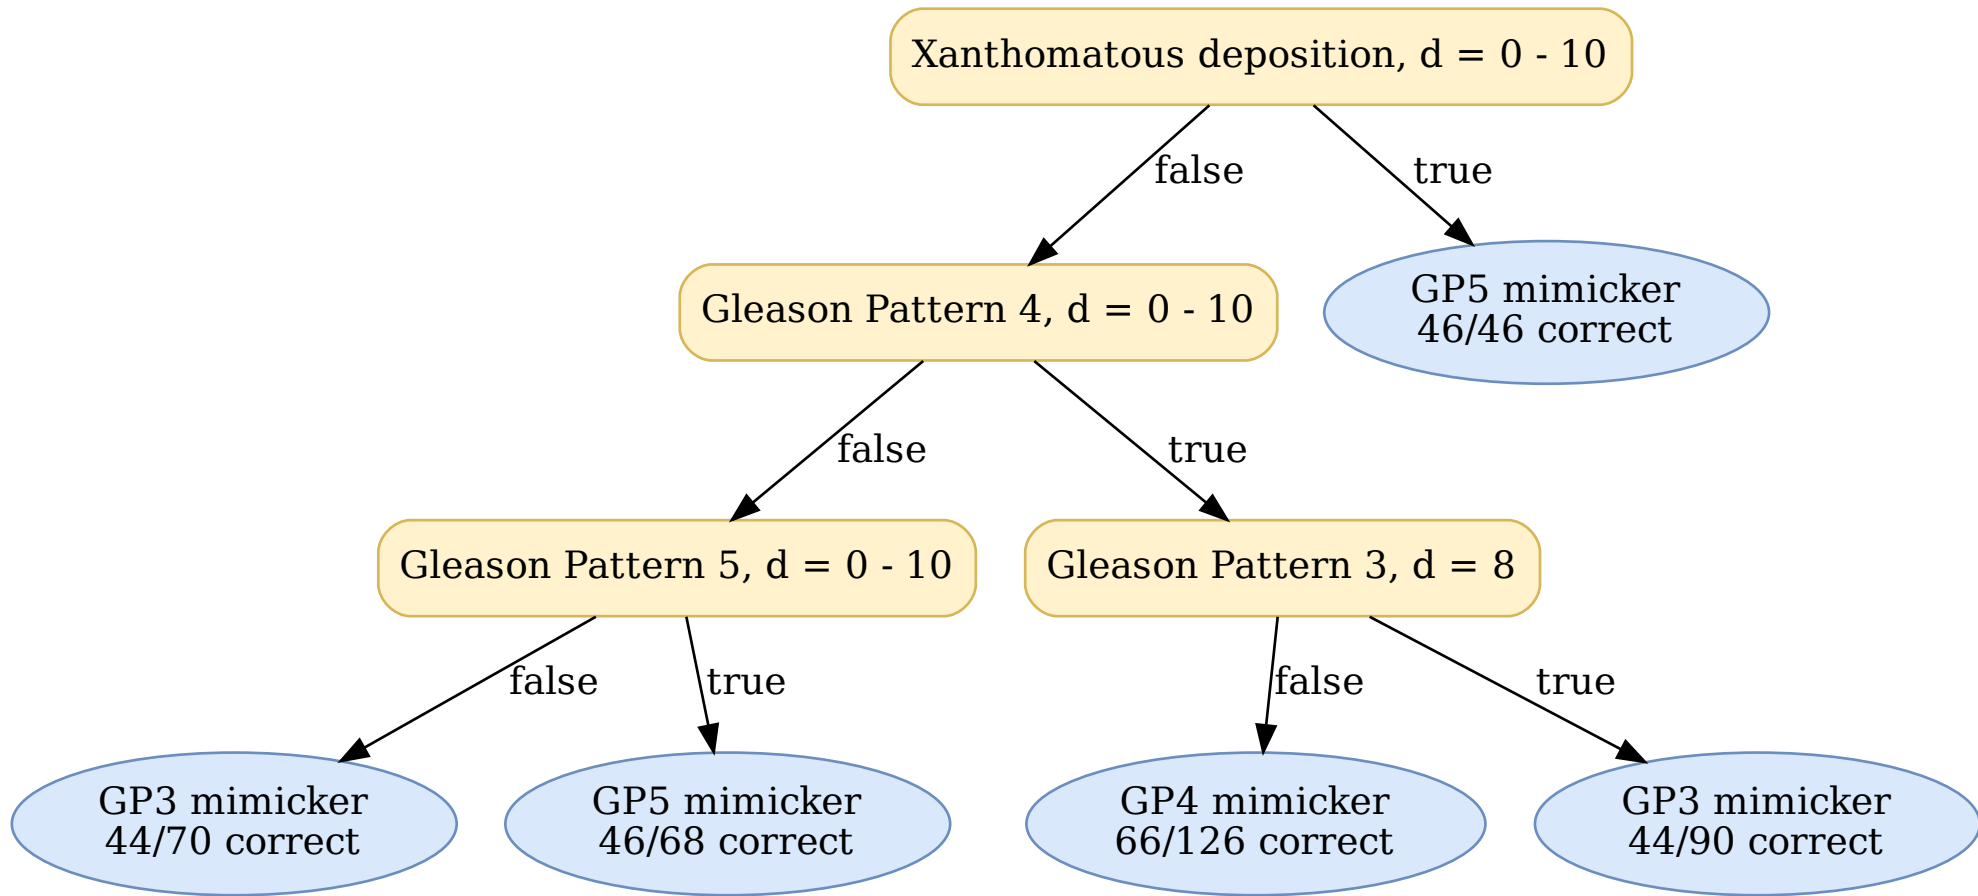 Xanthomatous deposition, d = 0 - 10
false
true
Gleason Pattern 4, d = 0 - 10
GP5 mimicker
46/46 correct
false
true
Gleason Pattern 5, d = 0 - 10
Gleason Pattern 3, d = 8
false
true
false
true
GP3 mimicker
44/70 correct
GP5 mimicker
46/68 correct
GP4 mimicker
66/126 correct
GP3 mimicker
44/90 correct